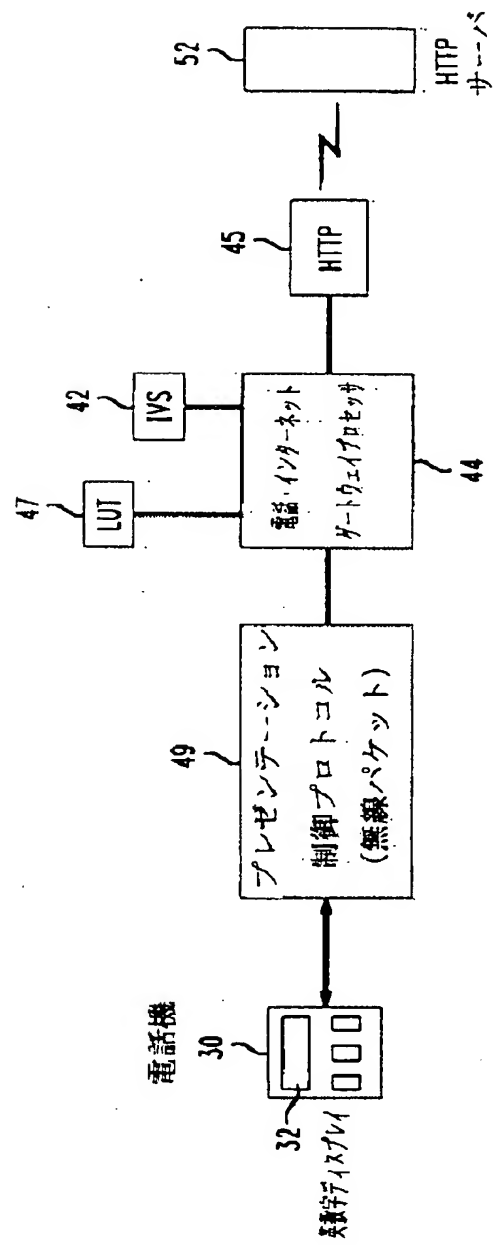 電話機
30
32
英数字ディスプレイ
49
プレゼンテーション
制御プロトコル
(無線パケット)
47
LUT
42
IVS
電話・インターネット
ゲートウェイプロセッサ
44
45
HTTP
52
HTTP
サーバ